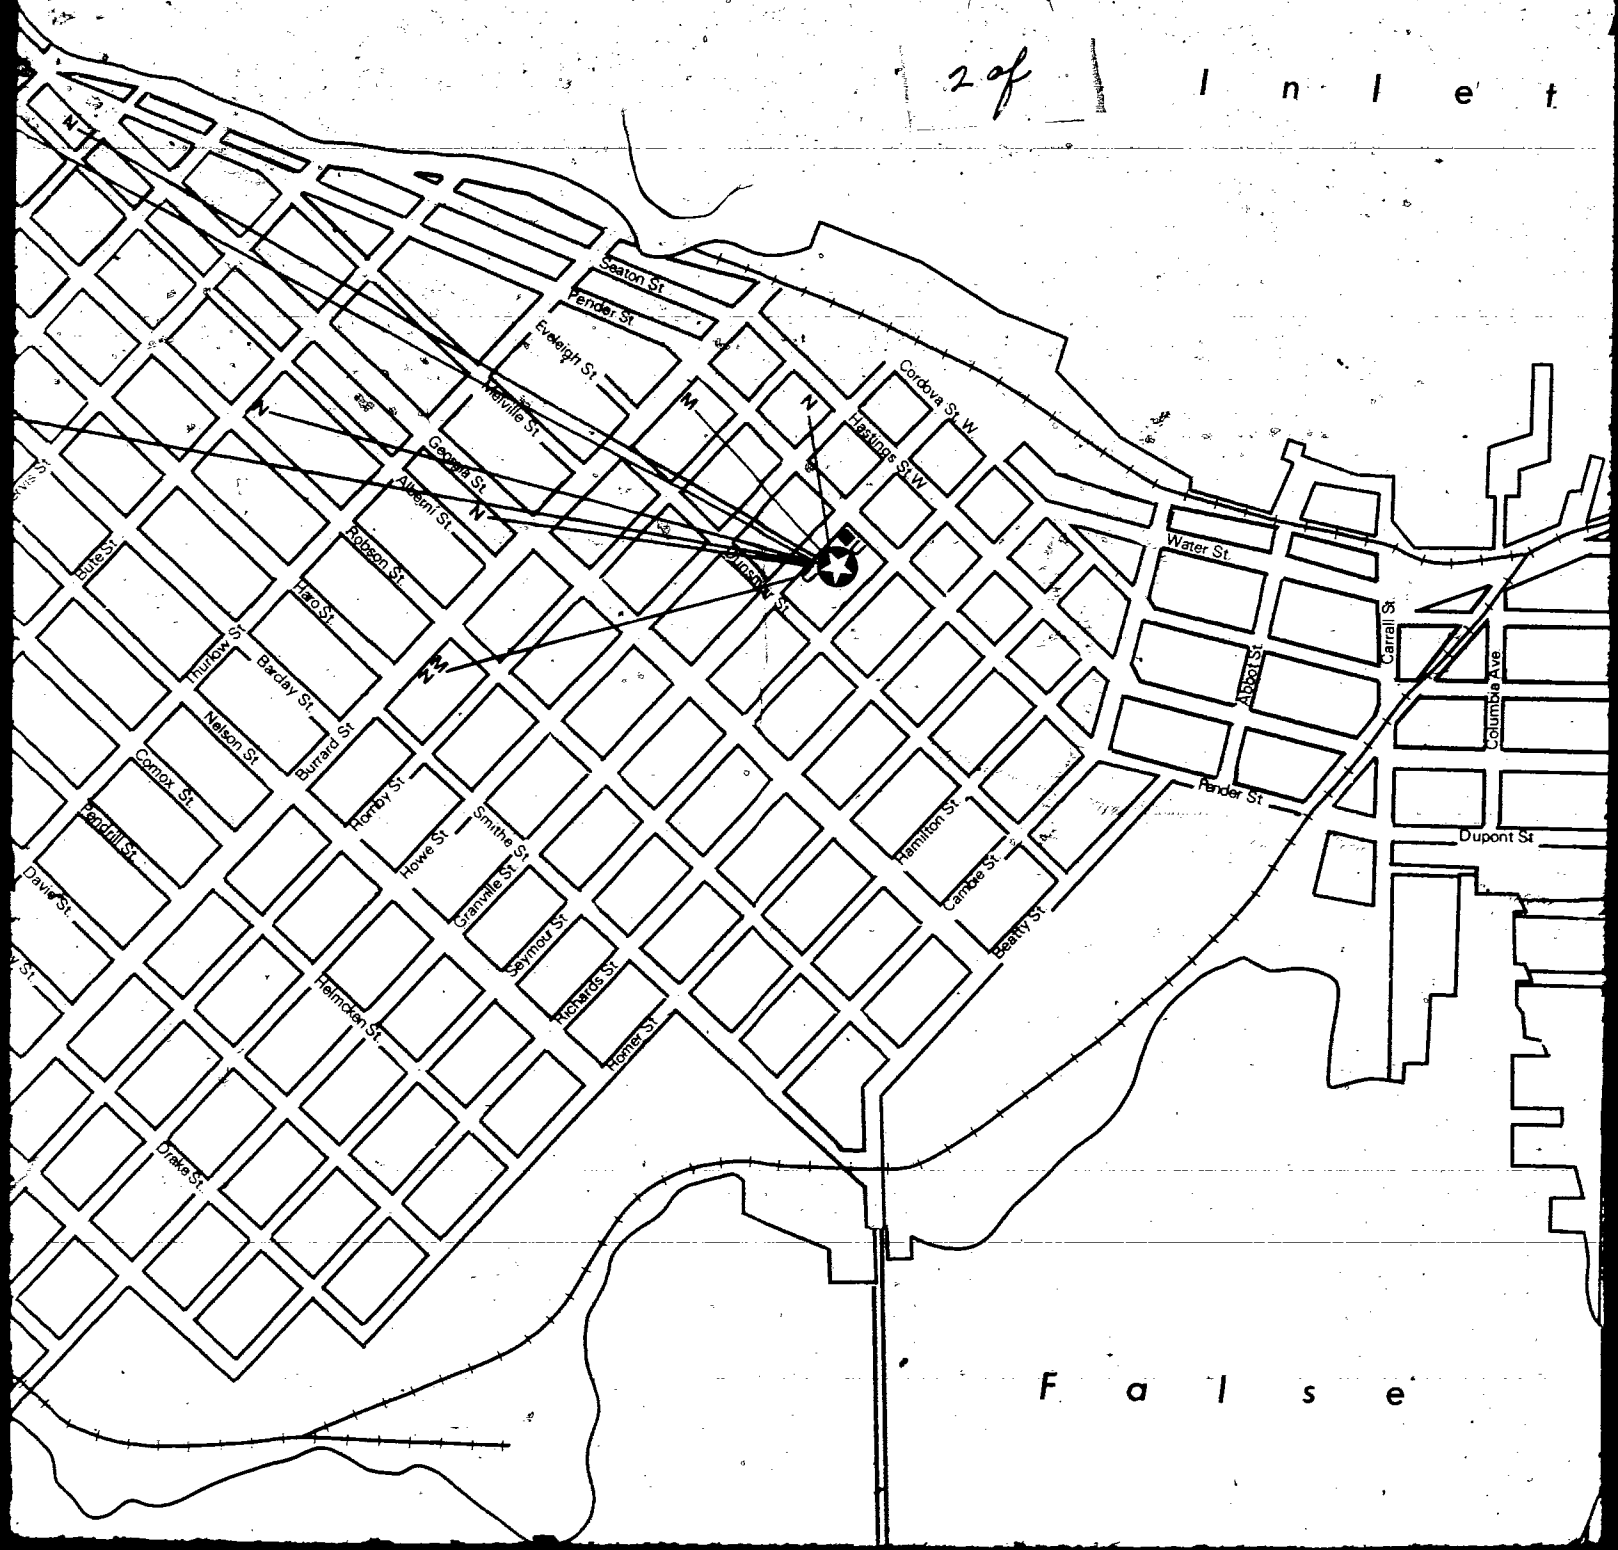 2 of
I n l e t
N
Seaton St
Pender St
Eveleigh St
Melville St
M
N
Cordova St. W
Hastings St W
N
Georgia St.
Alberni St.
N
U
Dunsmuir St.
Water St.
Carrall St
Abbot St
Columbia Ave
Bute St
Robson St.
Haro St.
Thurlow St
Barclay St.
M
N
Nelson St
Burrard St
Comox St.
Pendrill St.
Davie St.
Hornby St
Howe St
Smithe St
Granville St
Seymour St
Richards St
Homer St
Helmcken St.
Drake St.
Hamilton St
Cambie St.
Beatty St
Pender St
Dupont St
F a l s e